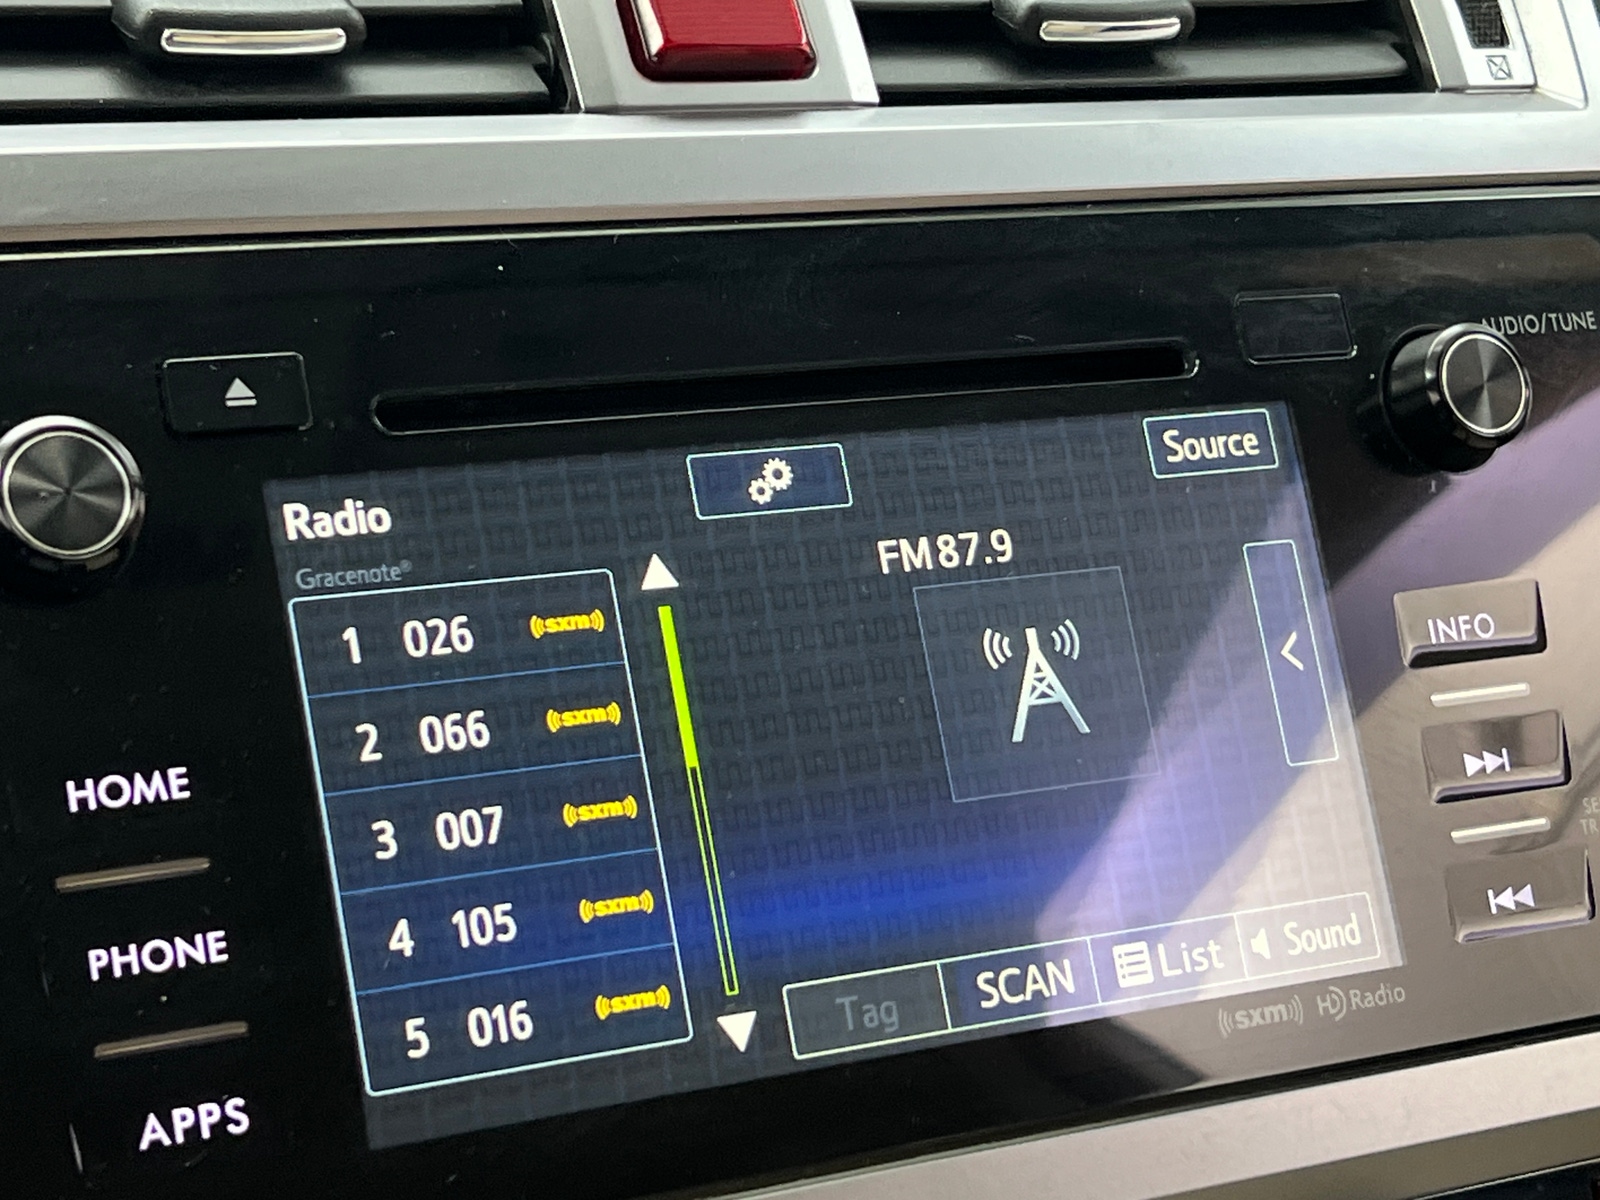 AUDIO/TUNE
Source
Radio
FM 87.9
Gracenote®
1 026 ((sxm))
2 066 ((sxm))
3 007 ((sxm))
4 105 ((sxm))
5 016 ((sxm))
INFO
HOME
PHONE
APPS
Tag
SCAN
List
Sound
((sxm)) HD Radio